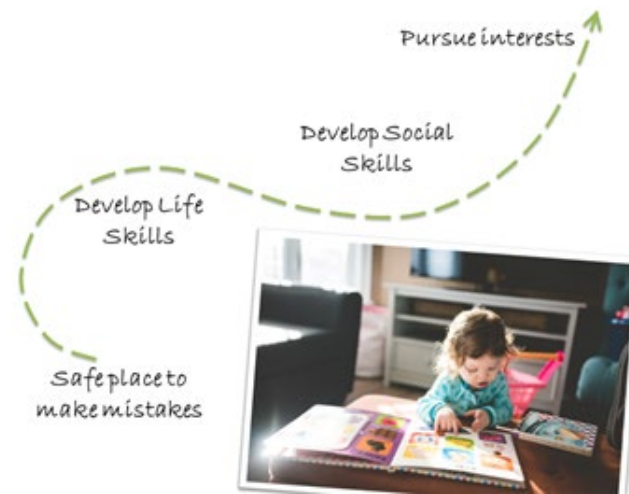 Pursue interests
Develop Social
Skills
Develop Life
Skills
Safe place to
make mistakes